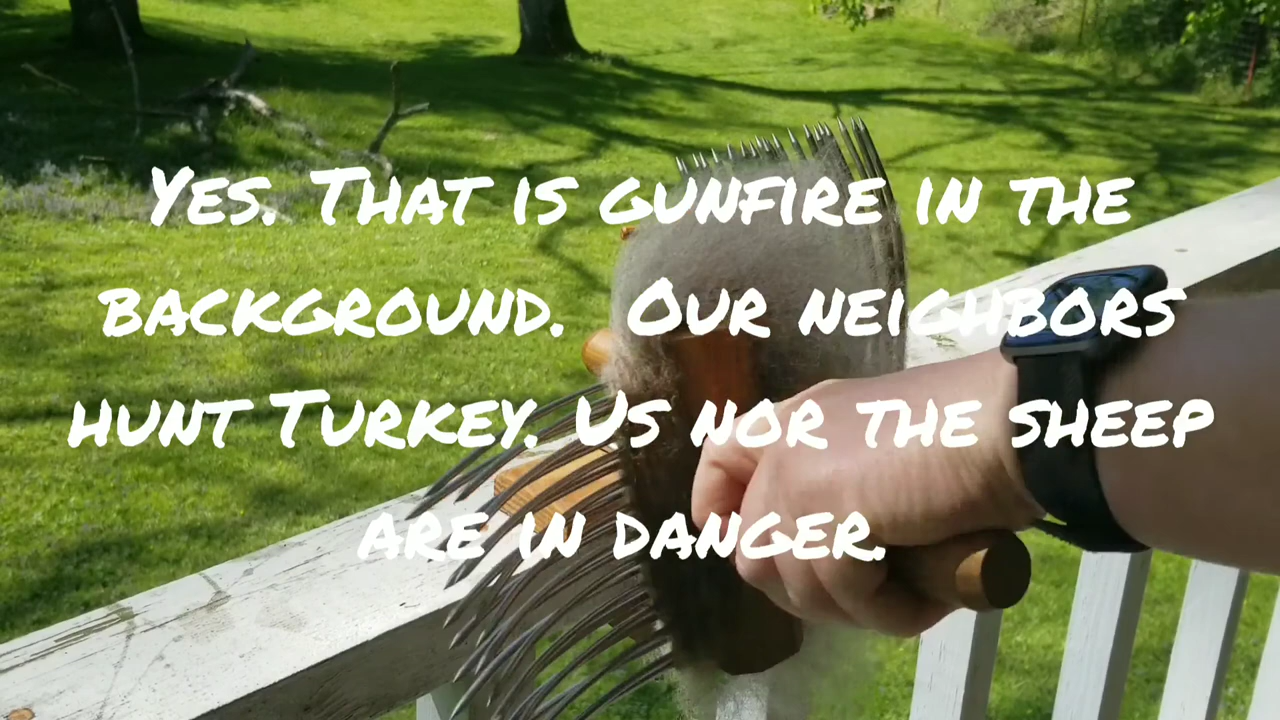 Yes. That is gunfire in the
background. Our neighbors
hunt Turkey. Us nor the sheep
are in danger.